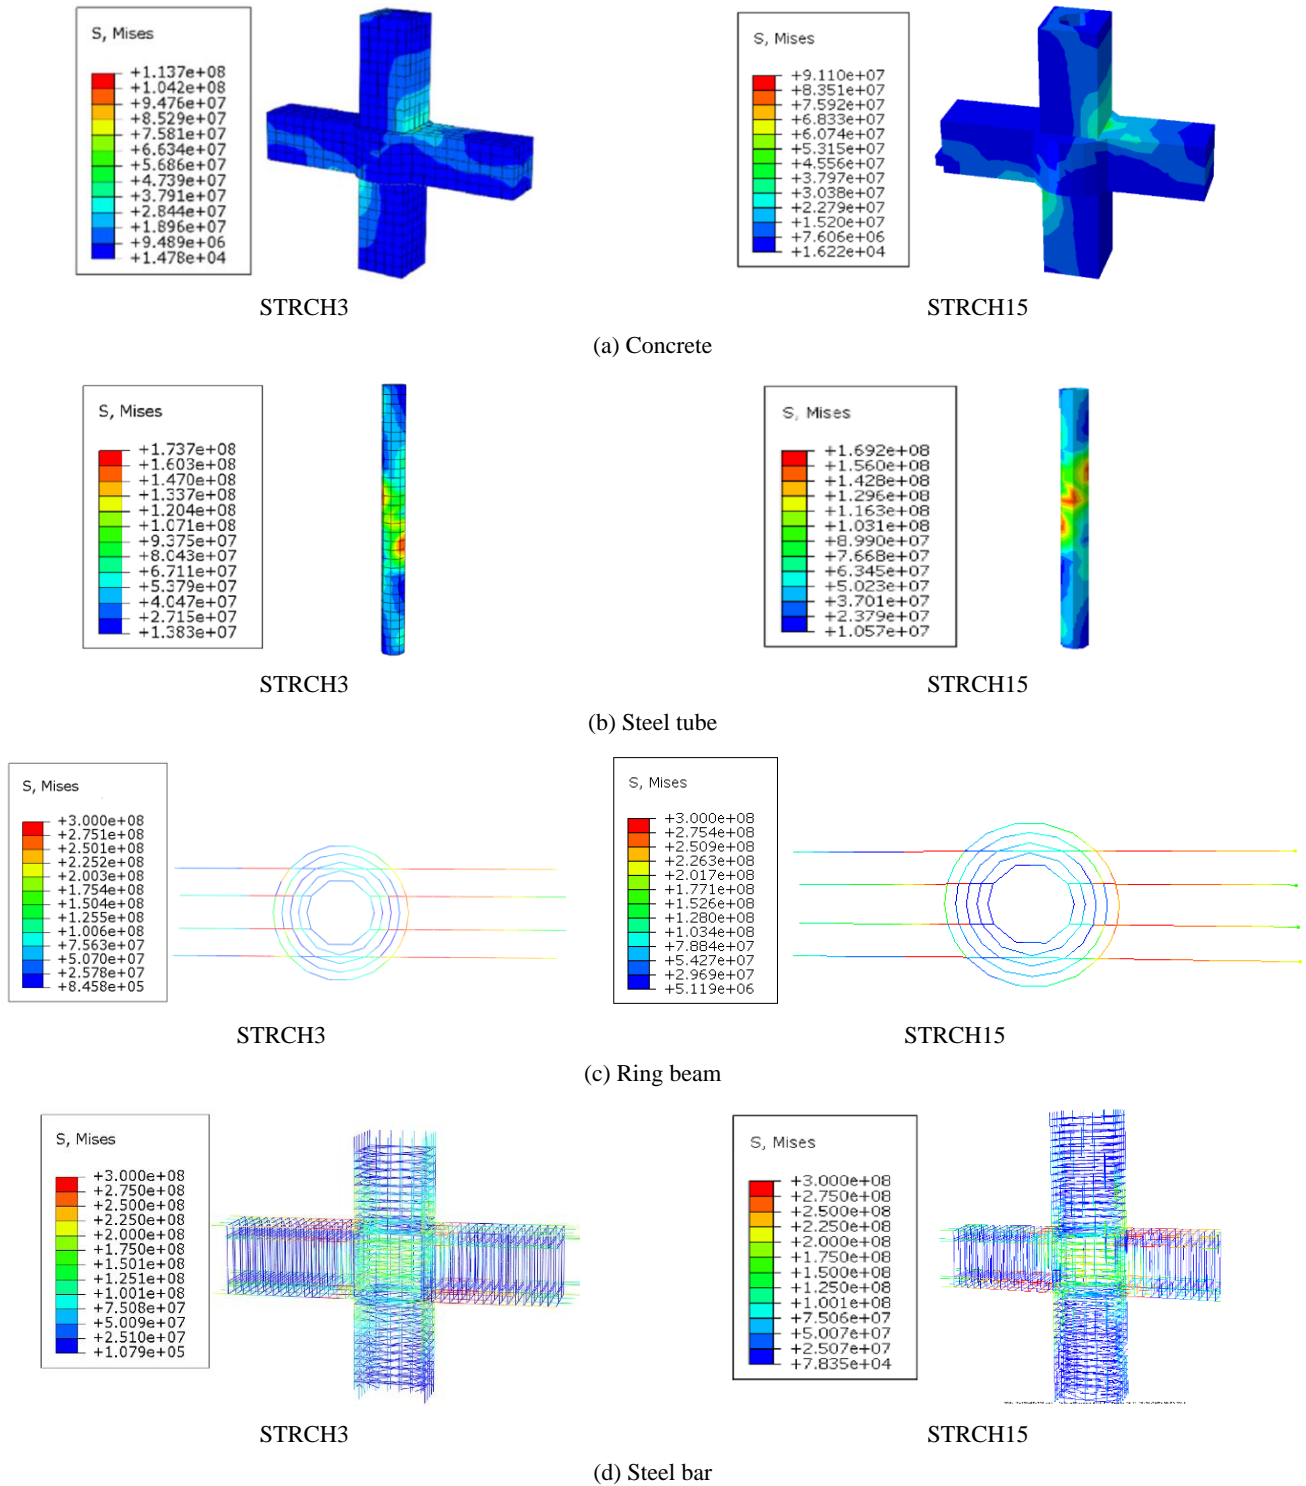 S, Mises
+1.137e+08
+1.042e+08
+9.476e+07
+8.529e+07
+7.581e+07
+6.634e+07
+5.686e+07
+4.739e+07
+3.791e+07
+2.844e+07
+1.896e+07
+9.489e+06
+1.478e+04
S, Mises
+9.110e+07
+8.351e+07
+7.592e+07
+6.833e+07
+6.074e+07
+5.315e+07
+4.556e+07
+3.797e+07
+3.038e+07
+2.279e+07
+1.520e+07
+7.606e+06
+1.622e+04
STRCH3
STRCH15
(a) Concrete
S, Mises
+1.737e+08
+1.603e+08
+1.470e+08
+1.337e+08
+1.204e+08
+1.071e+08
+9.375e+07
+8.043e+07
+6.711e+07
+5.379e+07
+4.047e+07
+2.715e+07
+1.383e+07
S, Mises
+1.692e+08
+1.560e+08
+1.428e+08
+1.296e+08
+1.163e+08
+1.031e+08
+8.990e+07
+7.668e+07
+6.345e+07
+5.023e+07
+3.701e+07
+2.379e+07
+1.057e+07
STRCH3
STRCH15
(b) Steel tube
S, Mises
+3.000e+08
+2.751e+08
+2.501e+08
+2.252e+08
+2.003e+08
+1.754e+08
+1.504e+08
+1.255e+08
+1.006e+08
+7.563e+07
+5.070e+07
+2.578e+07
+8.458e+05
S, Mises
+3.000e+08
+2.754e+08
+2.509e+08
+2.263e+08
+2.017e+08
+1.771e+08
+1.526e+08
+1.280e+08
+1.034e+08
+7.884e+07
+5.427e+07
+2.969e+07
+5.119e+06
STRCH3
STRCH15
(c) Ring beam
S, Mises
+3.000e+08
+2.750e+08
+2.500e+08
+2.250e+08
+2.000e+08
+1.750e+08
+1.501e+08
+1.251e+08
+1.001e+08
+7.508e+07
+5.009e+07
+2.510e+07
+1.079e+05
S, Mises
+3.000e+08
+2.750e+08
+2.500e+08
+2.250e+08
+2.000e+08
+1.750e+08
+1.500e+08
+1.250e+08
+1.001e+08
+7.506e+07
+5.007e+07
+2.507e+07
+7.835e+04
STRCH3
STRCH15
(d) Steel bar